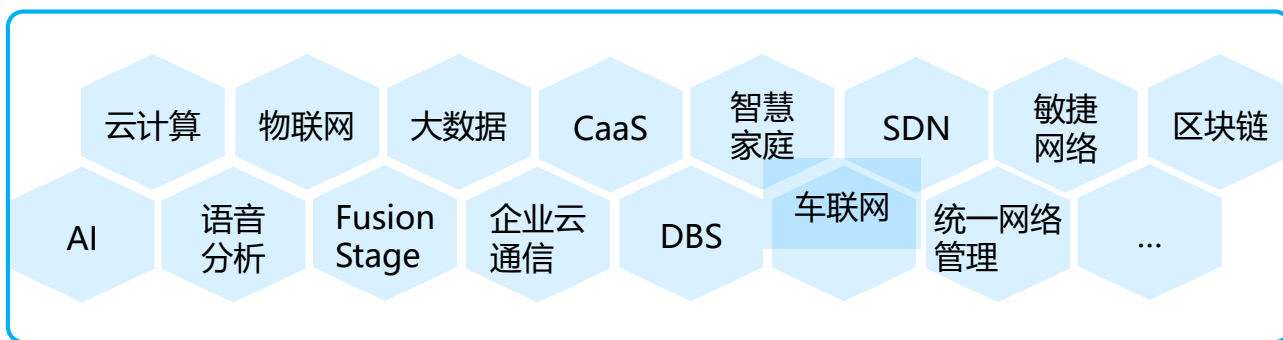 云计算
物联网
大数据
CaaS
智慧
家庭
SDN
敏捷
网络
区块链
AI
语音
分析
Fusion
Stage
企业云
通信
DBS
车联网
统一网络
管理
...